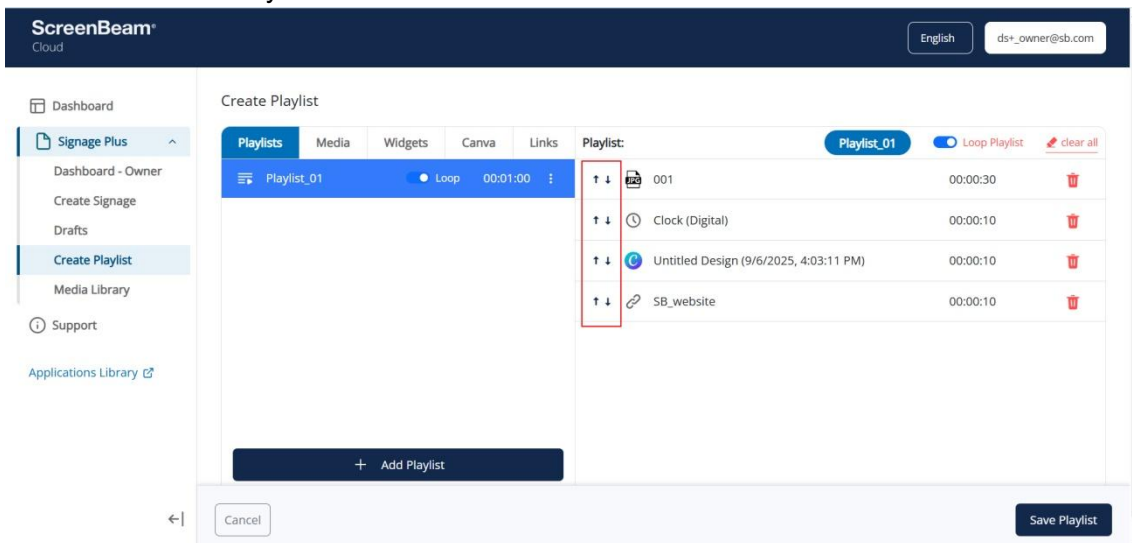 ScreenBeam®
Cloud
English
ds+_owner@sb.com
Dashboard
Signage Plus
Dashboard - Owner
Create Signage
Drafts
Create Playlist
Media Library
Support
Applications Library
Create Playlist
Playlists Media Widgets Canva Links
Playlist_01 Loop 00:01:00
+ Add Playlist
Playlist: Playlist_01 Loop Playlist clear all
↑ ↓ JPG 001 00:00:30
↑ ↓ Clock (Digital) 00:00:10
↑ ↓ C Untitled Design (9/6/2025, 4:03:11 PM) 00:00:10
↑ ↓ SB_website 00:00:10
Cancel
Save Playlist